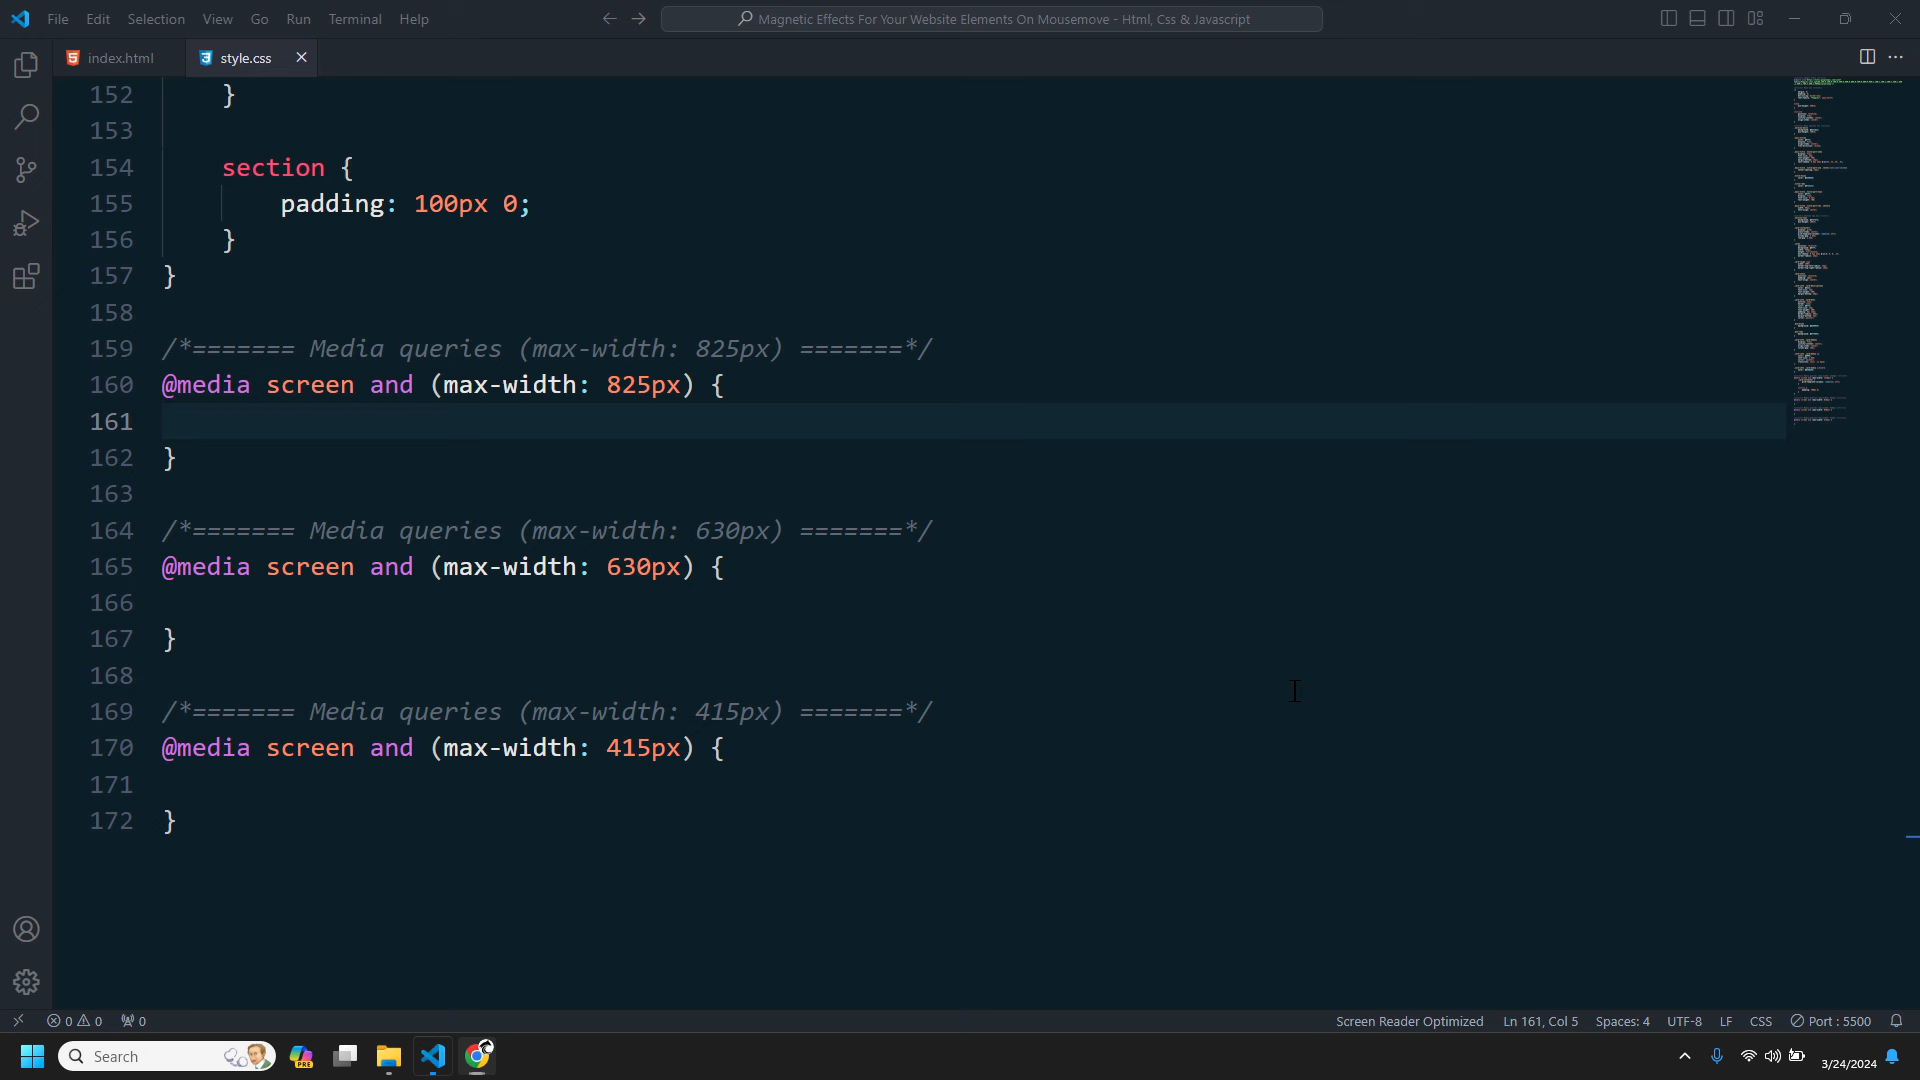 File Edit Selection View Go Run Terminal Help
Magnetic Effects For Your Website Elements On Mousemove - Html, Css & Javascript
index.html style.css
152 }
153
154 section {
155 padding: 100px 0;
156 }
157 }
158
159 /*======= Media queries (max-width: 825px) =======*/
160 @media screen and (max-width: 825px) {
161
162 }
163
164 /*======= Media queries (max-width: 630px) =======*/
165 @media screen and (max-width: 630px) {
166
167 }
168
169 /*======= Media queries (max-width: 415px) =======*/
170 @media screen and (max-width: 415px) {
171
172 }
0 0 0 Screen Reader Optimized Ln 161, Col 5 Spaces: 4 UTF-8 LF CSS Port : 5500
Search PRE 3/24/2024